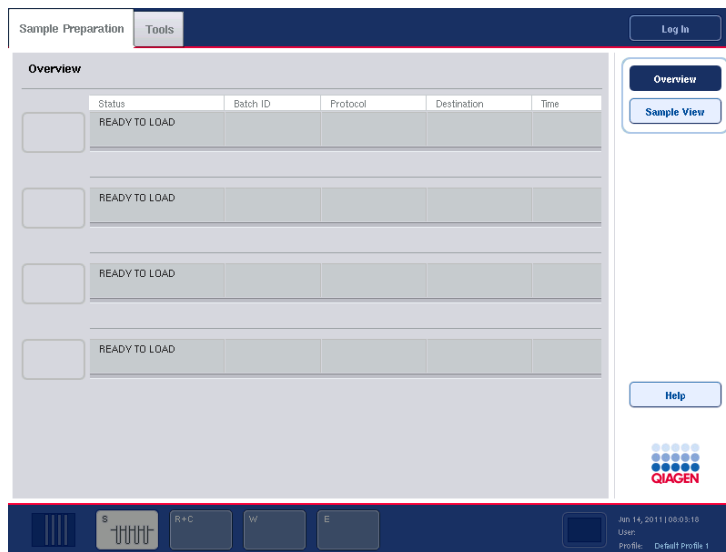 Sample Preparation
Tools
Log In
Overview
Overview
Sample View
Status Batch ID Protocol Destination Time
READY TO LOAD
READY TO LOAD
READY TO LOAD
READY TO LOAD
Help
QIAGEN
S R+C W E
Jun 14, 2011 | 08:03:18
User:
Profile: Default Profile 1